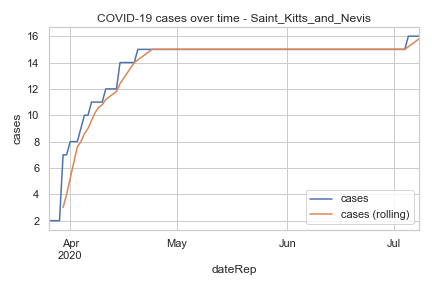 COVID-19 cases over time - Saint_Kitts_and_Nevis
16
14
12
10
8
6
4
2
cases
Apr
2020
May
Jun
Jul
dateRep
cases
cases (rolling)